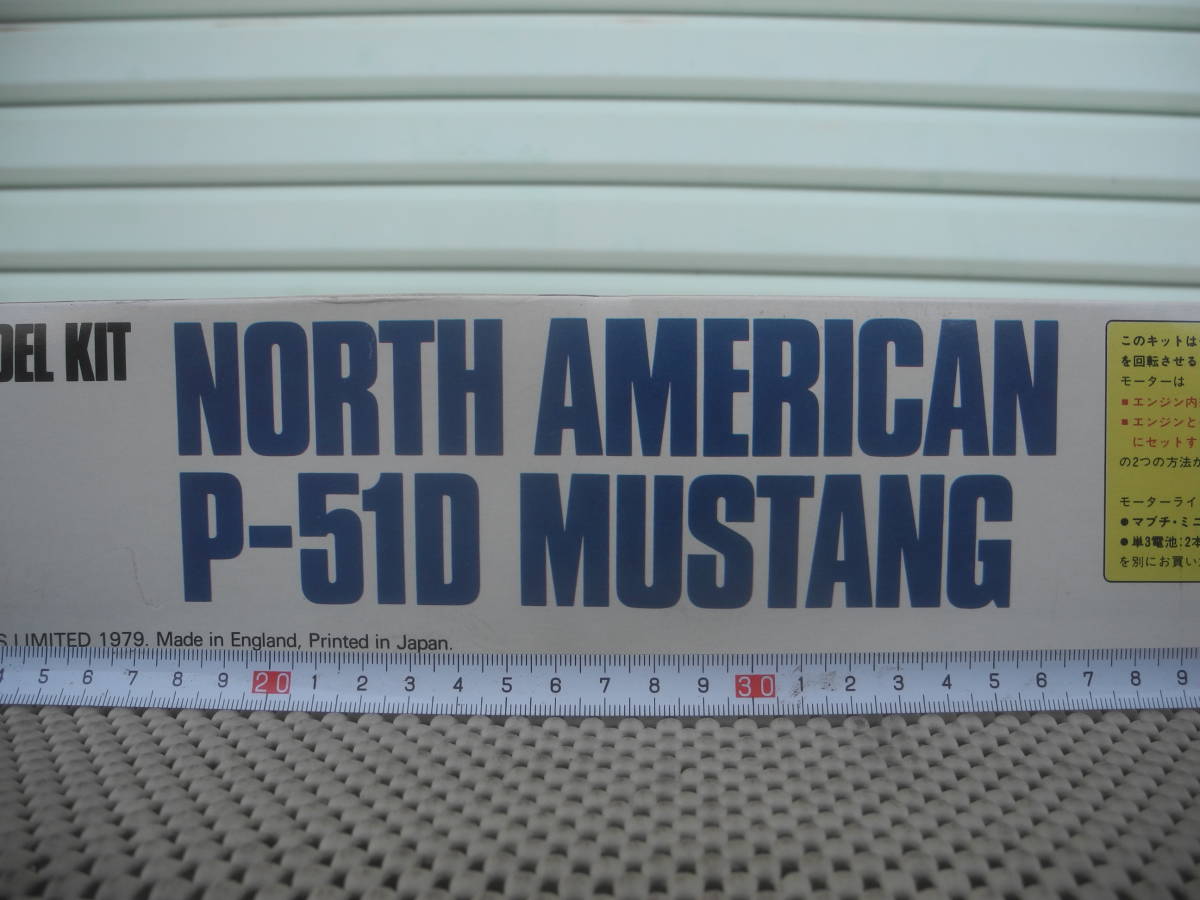 DEL KIT
NORTH AMERICAN
P-51D MUSTANG
LIMITED 1979. Made in England, Printed in Japan.
このキットは
を回転させる
モーターは
■エンジン内
■エンジンと
にセットす
の2つの方法が
モーターライ
●マブチ・ミニ
●単3電池:2本
を別にお買い
4 5 6 7 8 9 20 1 2 3 4 5 6 7 8 9 30 1 2 3 4 5 6 7 8 9